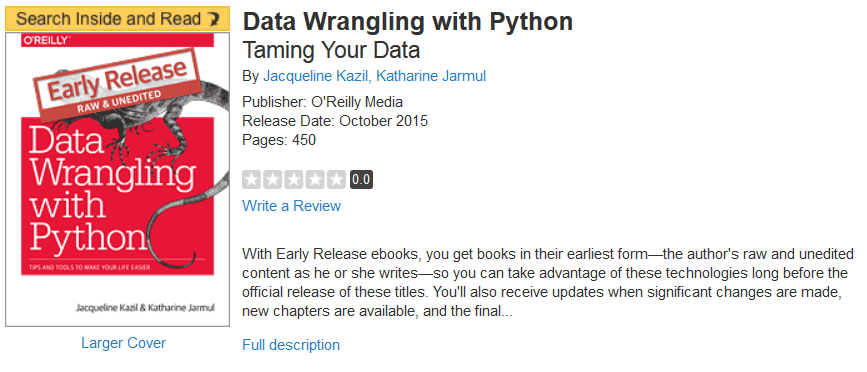 Search Inside and Read
O'REILLY
Early Release
RAW & UNEDITED
Data
Wrangling
with
Python
TIPS AND TOOLS TO MAKE YOUR LIFE EASIER
Jacqueline Kazil & Katharine Jarmul
Larger Cover
Data Wrangling with Python
Taming Your Data
By Jacqueline Kazil, Katharine Jarmul
Publisher: O'Reilly Media
Release Date: October 2015
Pages: 450
0.0
Write a Review
With Early Release ebooks, you get books in their earliest form—the author's raw and unedited
content as he or she writes—so you can take advantage of these technologies long before the
official release of these titles. You'll also receive updates when significant changes are made,
new chapters are available, and the final...
Full description